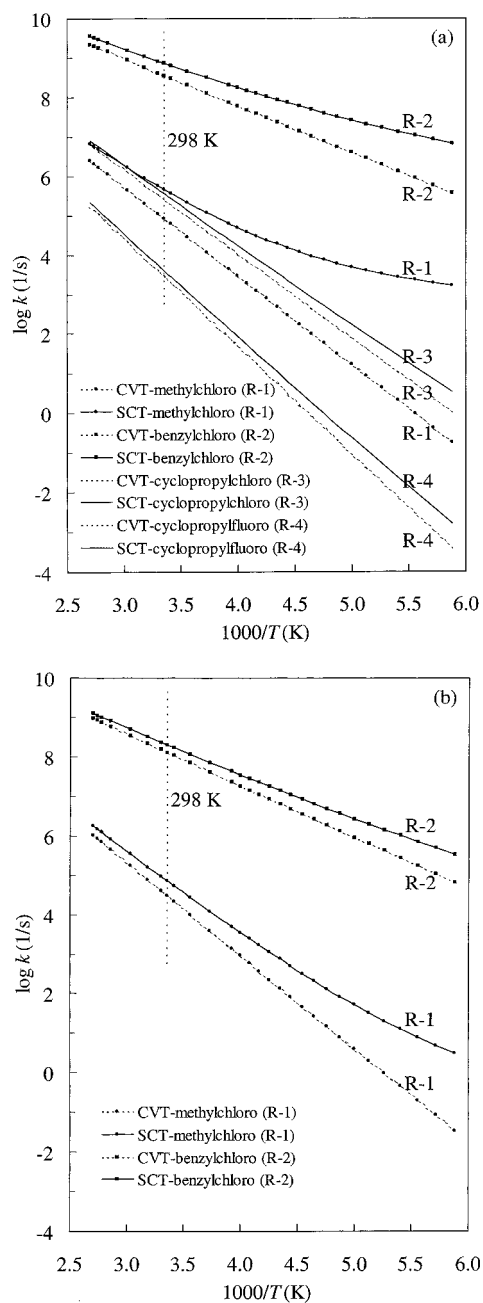 (a)
10
8
6
4
2
0
-2
-4
log k (1/s)
298 K
R-2
R-2
R-1
R-3
R-3
R-1
R-4
R-4
CVT-methylchloro (R-1)
SCT-methylchloro (R-1)
CVT-benzylchloro (R-2)
SCT-benzylchloro (R-2)
CVT-cyclopropylchloro (R-3)
SCT-cyclopropylchloro (R-3)
CVT-cyclopropylfluoro (R-4)
SCT-cyclopropylfluoro (R-4)
2.5 3.0 3.5 4.0 4.5 5.0 5.5 6.0
1000/T (K)
(b)
10
8
6
4
2
0
-2
-4
log k (1/s)
298 K
R-2
R-2
R-1
R-1
CVT-methylchloro (R-1)
SCT-methylchloro (R-1)
CVT-benzylchloro (R-2)
SCT-benzylchloro (R-2)
2.5 3.0 3.5 4.0 4.5 5.0 5.5 6.0
1000/T (K)